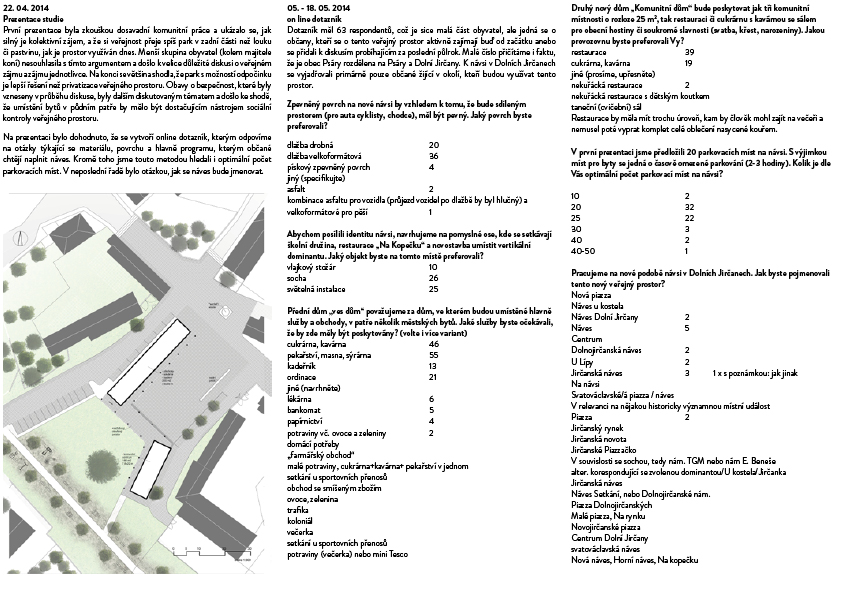 22. 04. 2014
Prezentace studie
První prezentace byla zkouškou dosavadní komunitní práce a ukázalo se, jak
silný je kolektivní zájem, a že si veřejnost přeje spíš park v zadní části než louku
či pastvinu, jak je prostor využíván dnes. Menší skupina obyvatel (kolem majitele
koní) nesouhlasila s tímto argumentem a došlo k velice důležité diskusi o veřejném
zájmu a zájmu jednotlivce. Na konci se většina shodla, že park s možností odpočinku
je lepší řešení než privatizace veřejného prostoru. Obavy o bezpečnost, které byly
vzneseny v průběhu diskuse, byly dalším diskutovaným tématem a došlo ke shodě,
že umístění bytů v půdním patře by mělo být dostačujícím nástrojem sociální
kontroly veřejného prostoru.
Na prezentaci bylo dohodnuto, že se vytvoří online dotazník, kterým odpovíme
na otázky týkající se materiálu, povrchu a hlavně programu, kterým občané
chtějí naplnit náves. Kromě toho jsme touto metodou hledali i optimální počet
parkovacích míst. V neposlední řadě bylo otázkou, jak se náves bude jmenovat.
05. - 18. 05. 2014
on line dotazník
Dotazník měl 63 respondentů, což je sice malá část obyvatel, ale jedná se o
občany, kteří se o tento veřejný prostor aktivně zajímají buď od začátku anebo
se přidali k diskusím probíhajícím za poslední půlrok. Malé číslo přičítáme i faktu,
že je obec Psáry rozdělena na Psáry a Dolní Jirčany. K návsi v Dolních Jirčanech
se vyjadřovali primárně pouze občané žijící v okolí, kteří budou využívat tento
prostor.
Zpevněný povrch na nové návsi by vzhledem k tomu, že bude sdíleným
prostorem (pro auta cyklisty, chodce), měl být pevný. Jaký povrch byste
preferovali?
dlažba drobná 20
dlažba velkoformátová 36
pískový zpevněný povrch 4
jiný (specifikujte)
asfalt 2
kombinace asfaltu pro vozidla (průjezd vozidel po dlažbě by byl hlučný) a
velkoformátové pro pěší 1
Abychom posílili identitu návsi, navrhujeme na pomyslné ose, kde se setkávají
školní družina, restaurace „Na Kopečku“ a novostavba umístit vertikální
dominantu. Jaký objekt byste na tomto místě preferovali?
vlajkový stožár 10
socha 26
světelná instalace 25
Přední dům „ves dům“ považujeme za dům, ve kterém budou umístěné hlavně
služby a obchody, v patře několik městských bytů. Jaké služby byste očekávali,
že by zde měly být poskytovány? (volte i více variant)
cukrárna, kavárna 46
pekařství, masna, sýrárna 55
kadeřník 13
ordinace 21
jiné (navrhněte)
lékárna 6
bankomat 5
papírnictví 4
potraviny vč. ovoce a zeleniny 2
domácí potřeby
„farmářský obchod“
malé potraviny, cukrárna+kavárna+ pekařství v jednom
setkání u sportovních přenosů
obchod se smíšeným zbožím
ovoce, zelenina
trafika
koloniál
večerka
setkání u sportovních přenosů
potraviny (večerka) nebo mini Tesco
Druhý nový dům „Komunitní dům“ bude poskytovat jak tři komunitní
místnosti o rozloze 25 m², tak restauraci či cukrárnu s kavárnou se sálem
pro obecní hostiny či soukromé slavnosti (svatba, křest, narozeniny). Jakou
provozovnu byste preferovali Vy?
restaurace 39
cukrárna, kavárna 19
jiné (prosíme, upřesněte)
nekuřácká restaurace 2
nekuřácká restaurace s dětským koutkem
taneční (cvičební) sál
Restaurace by měla mít trochu úroveň, kam by člověk mohl zajít na večeři a
nemusel poté vyprat komplet celé oblečení nasycené kouřem.
V první prezentaci jsme předložili 20 parkovacích míst na návsi. S výjimkou
míst pro byty se jedná o časově omezené parkování (2-3 hodiny). Kolik je dle
Vás optimální počet parkovací míst na návsi?
10 2
20 32
25 22
30 3
40 2
40-50 1
Pracujeme na nové podobě návsi v Dolních Jirčanech. Jak byste pojmenovali
tento nový veřejný prostor?
Nová piazza
Náves u kostela
Náves Dolní Jirčany 2
Náves 5
Centrum
Dolnojirčanská náves 2
U Lípy 2
Jirčanská náves 3 1 x s poznámkou: jak jinak
Na návsi
Svatováclavské/á piazza / náves
V relevanci na nějakou historicky významnou místní událost
Piazza 2
Jirčanský rynek
Jirčanská novota
Jirčanské Piazzačko
V souvislosti se sochou, tedy nám. TGM nebo nám E. Beneše
alter. korespondující se zvolenou dominantou/U kostela/Jirčanka
Jirčanská náves
Náves Setkání, nebo Dolnojirčanské nám.
Piazza Dolnojirčanských
Malé piazza, Na rynku
Novojirčanské piazza
Centrum Dolní Jirčany
svatováclavská náves
Nová náves, Horní náves, Na kopečku